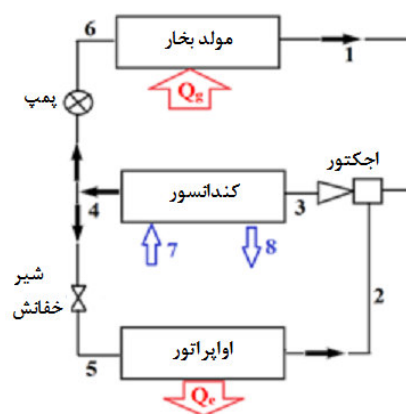 6
مولد بخار
1
Qg
پمپ
اجکتور
4
کندانسور
3
7
8
2
شیر
خفانش
5
اواپراتور
Qe